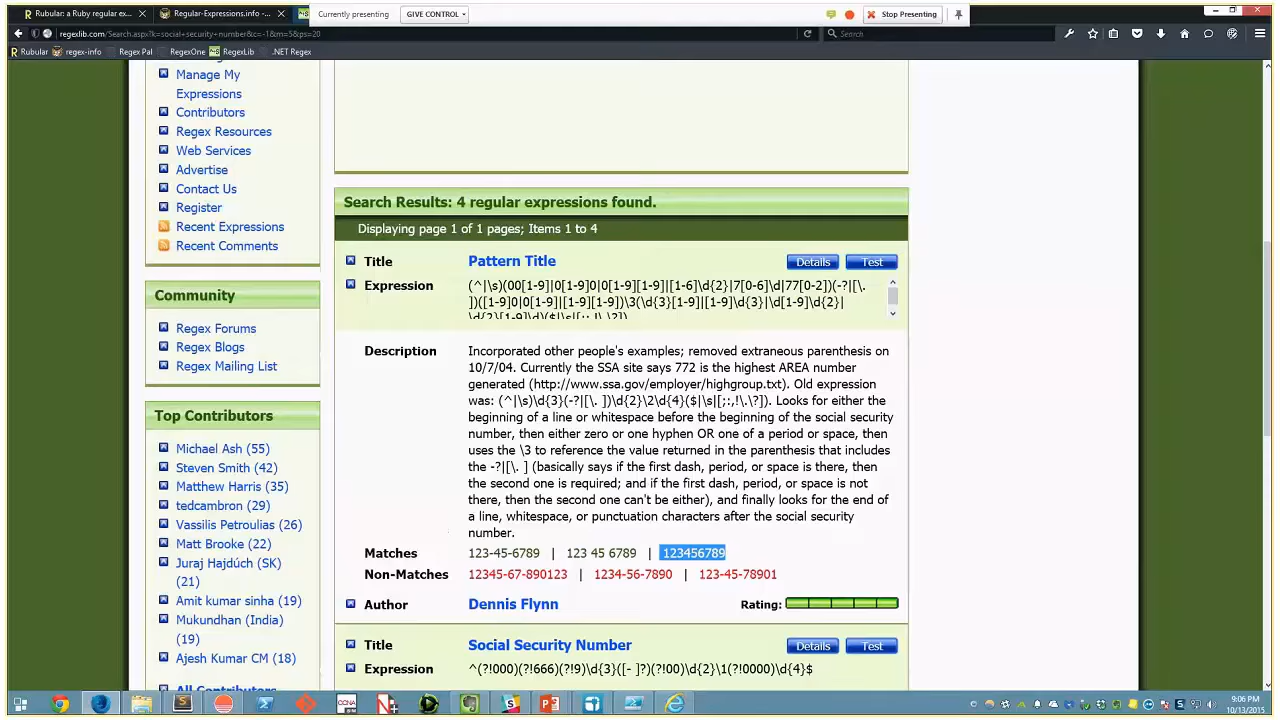 Rubular: a Ruby regular ex...
Regular-Expressions.info -...
Currently presenting
GIVE CONTROL
Stop Presenting
regexlib.com/Search.aspx?k=social+security+number&c=-1&m=5&ps=20
Search
Rubular
regex-info
Regex Pal
RegexOne
RegexLib
.NET Regex
Manage My
Expressions
Contributors
Regex Resources
Web Services
Advertise
Contact Us
Register
Recent Expressions
Recent Comments
Community
Regex Forums
Regex Blogs
Regex Mailing List
Top Contributors
Michael Ash (55)
Steven Smith (42)
Matthew Harris (35)
tedcambron (29)
Vassilis Petroulias (26)
Matt Brooke (22)
Juraj Hajdúch (SK)
(21)
Amit kumar sinha (19)
Mukundhan (India)
(19)
Ajesh Kumar CM (18)
All Contributors
Search Results: 4 regular expressions found.
Displaying page 1 of 1 pages; Items 1 to 4
Title Pattern Title Details Test
Expression (^|\s)(00[1-9]|0[1-9]0|0[1-9][1-9]|[1-6]\d{2}|7[0-6]\d|77[0-2])(-?|[\.
])([1-9]0|0[1-9]|[1-9][1-9])\3(\d{3}[1-9]|[1-9]\d{3}|\d[1-9]\d{2}|
\d{2}[1-9]\d)($|\s|[;:,!\.\?])
Description Incorporated other people's examples; removed extraneous parenthesis on
10/7/04. Currently the SSA site says 772 is the highest AREA number
generated (http://www.ssa.gov/employer/highgroup.txt). Old expression
was: (^|\s)\d{3}(-?|[\. ])\d{2}\2\d{4}($|\s|[;:,!\.\?]). Looks for either the
beginning of a line or whitespace before the beginning of the social security
number, then either zero or one hyphen OR one of a period or space, then
uses the \3 to reference the value returned in the parenthesis that includes
the -?|[\. ] (basically says if the first dash, period, or space is there, then
the second one is required; and if the first dash, period, or space is not
there, then the second one can't be either), and finally looks for the end of
a line, whitespace, or punctuation characters after the social security
number.
Matches 123-45-6789 | 123 45 6789 | 123456789
Non-Matches 12345-67-890123 | 1234-56-7890 | 123-45-78901
Author Dennis Flynn Rating:
Title Social Security Number Details Test
Expression ^(?!000)(?!666)(?!9)\d{3}([- ]?)(?!00)\d{2}\1(?!0000)\d{4}$
9:06 PM
10/13/2015